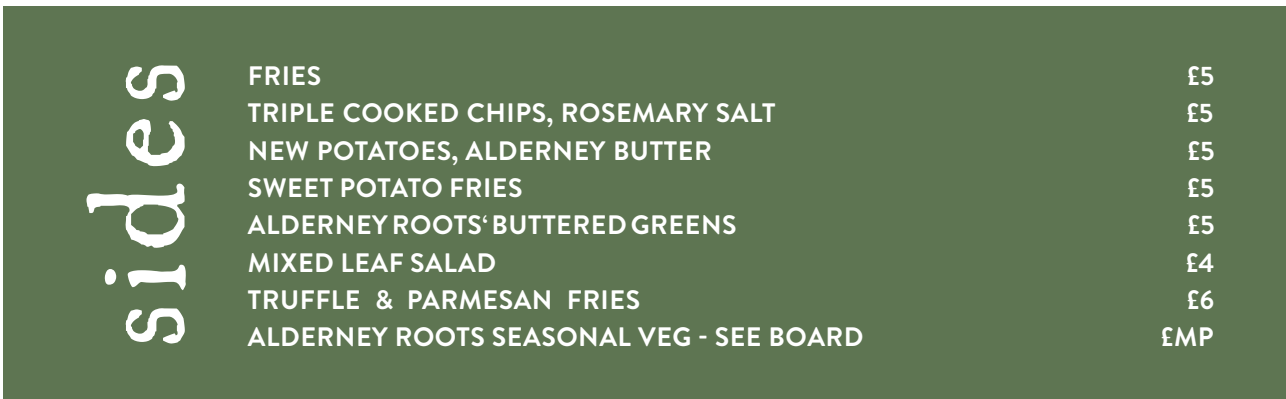 sides
FRIES £5
TRIPLE COOKED CHIPS, ROSEMARY SALT £5
NEW POTATOES, ALDERNEY BUTTER £5
SWEET POTATO FRIES £5
ALDERNEY ROOTS‘ BUTTERED GREENS £5
MIXED LEAF SALAD £4
TRUFFLE & PARMESAN FRIES £6
ALDERNEY ROOTS SEASONAL VEG - SEE BOARD £MP